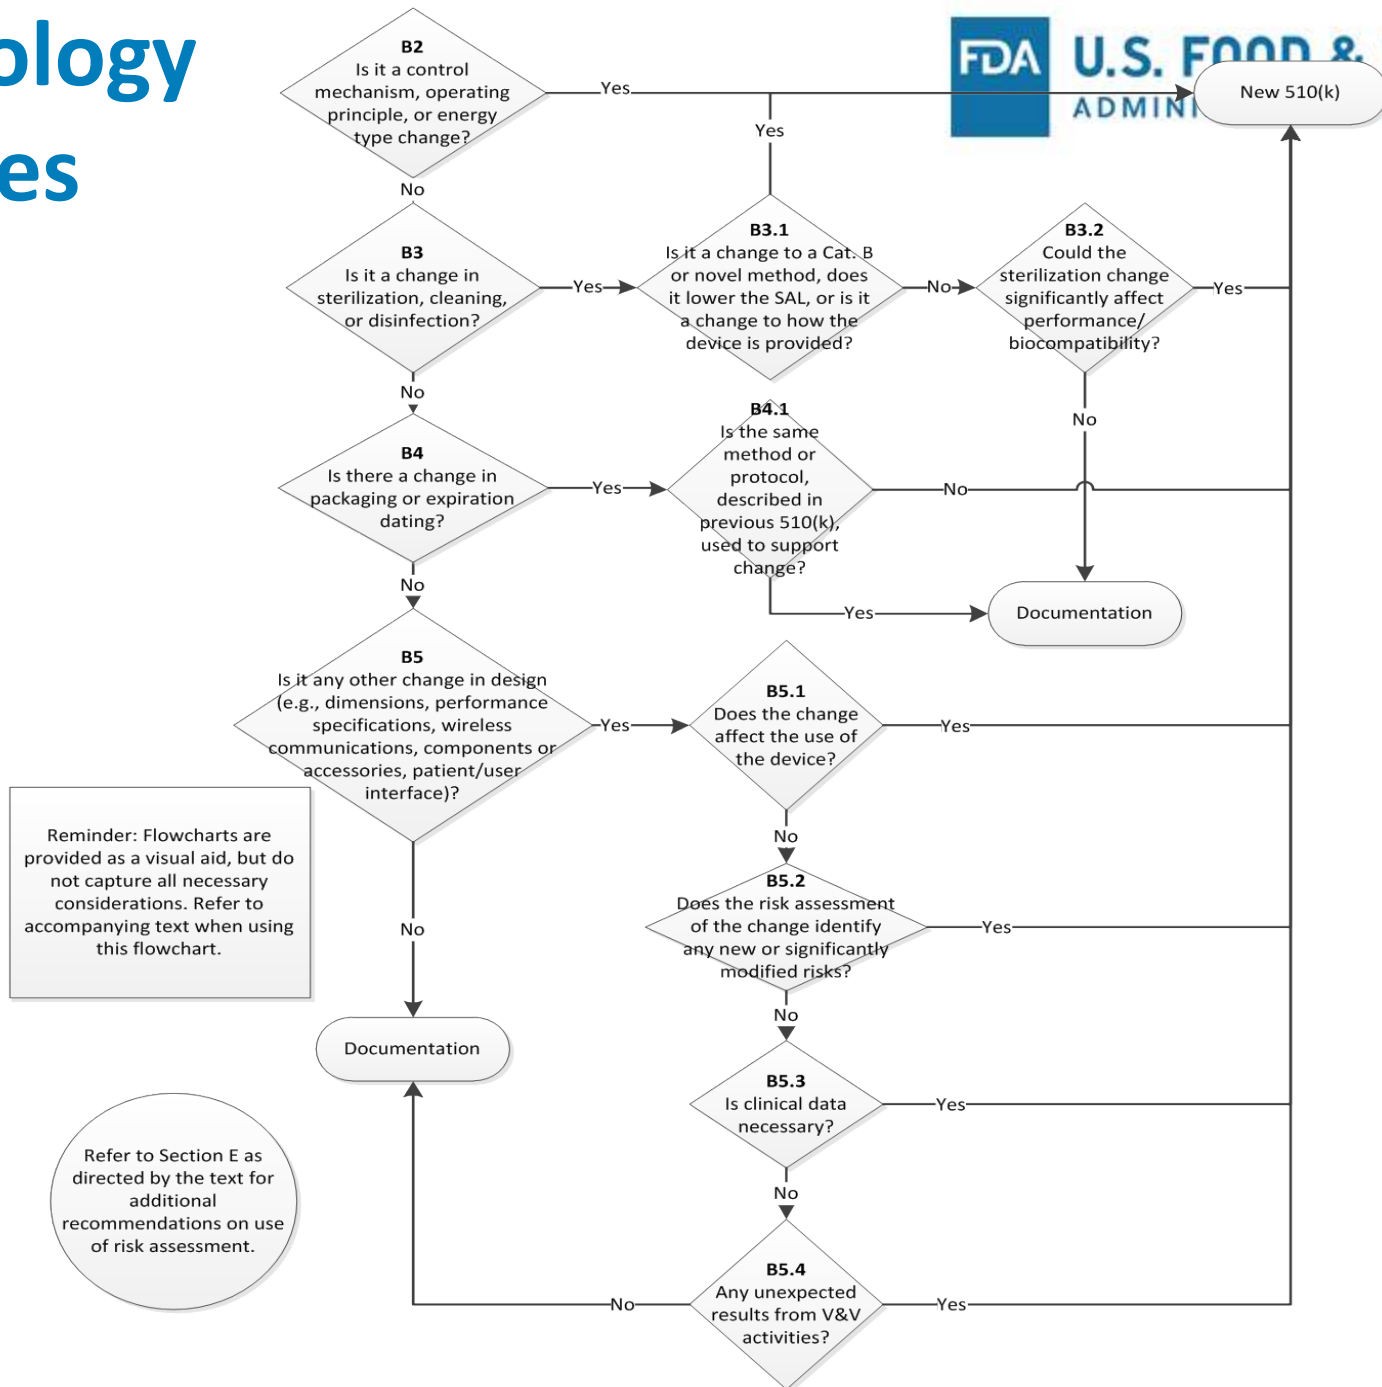 ology
es
FDA
U.S. FOOD &
ADMINI
B2
Is it a control
mechanism, operating
principle, or energy
type change?
Yes
New 510(k)
Yes
No
B3
Is it a change in
sterilization, cleaning,
or disinfection?
Yes
B3.1
Is it a change to a Cat. B
or novel method, does
it lower the SAL, or is it
a change to how the
device is provided?
No
B3.2
Could the
sterilization change
significantly affect
performance/
biocompatibility?
Yes
No
No
B4
Is there a change in
packaging or expiration
dating?
Yes
B4.1
Is the same
method or
protocol,
described in
previous 510(k),
used to support
change?
No
Yes
Documentation
No
B5
Is it any other change in design
(e.g., dimensions, performance
specifications, wireless
communications, components or
accessories, patient/user
interface)?
Yes
B5.1
Does the change
affect the use of
the device?
Yes
No
B5.2
Does the risk assessment
of the change identify
any new or significantly
modified risks?
Yes
No
Reminder: Flowcharts are
provided as a visual aid, but do
not capture all necessary
considerations. Refer to
accompanying text when using
this flowchart.
No
Documentation
B5.3
Is clinical data
necessary?
Yes
No
Refer to Section E as
directed by the text for
additional
recommendations on use
of risk assessment.
B5.4
Any unexpected
results from V&V
activities?
No
Yes